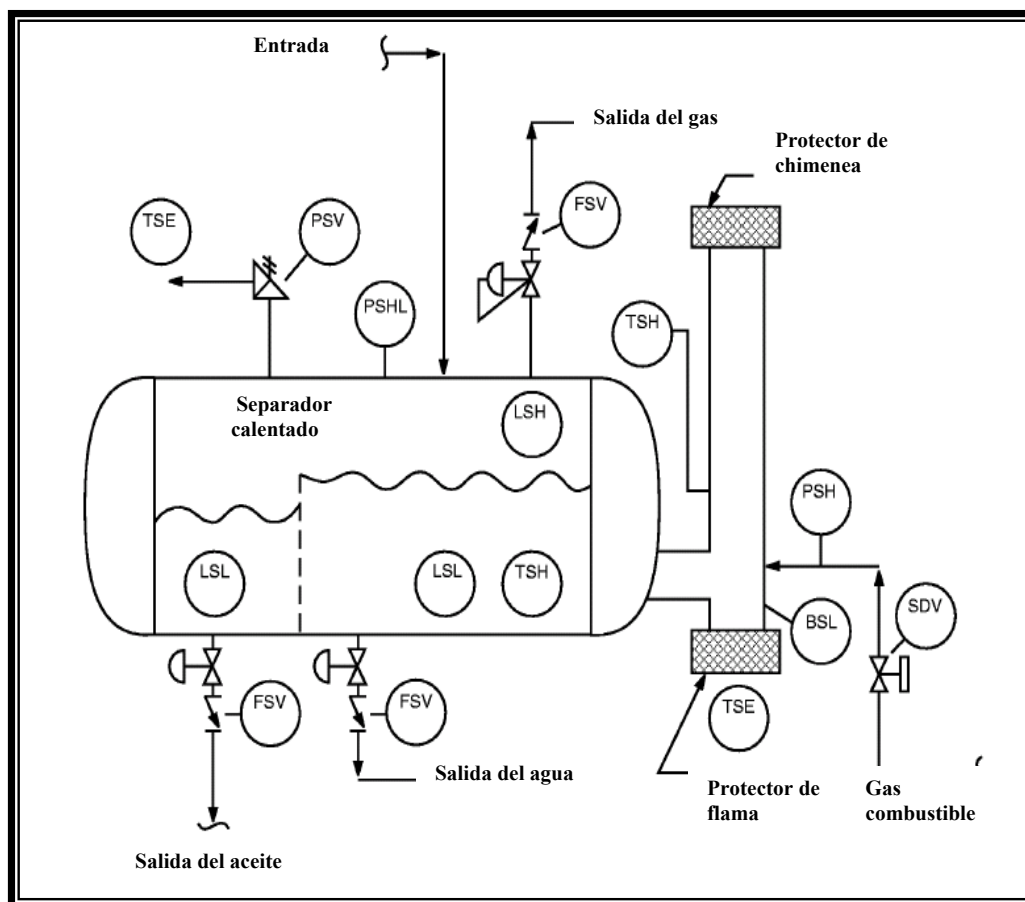 Entrada
Salida del gas
Protector de
chimenea
TSE
PSV
FSV
PSHL
TSH
Separador
calentado
LSH
PSH
LSL
LSL
TSH
BSL
SDV
FSV
FSV
TSE
Salida del agua
Protector de
flama
Gas
combustible
Salida del aceite